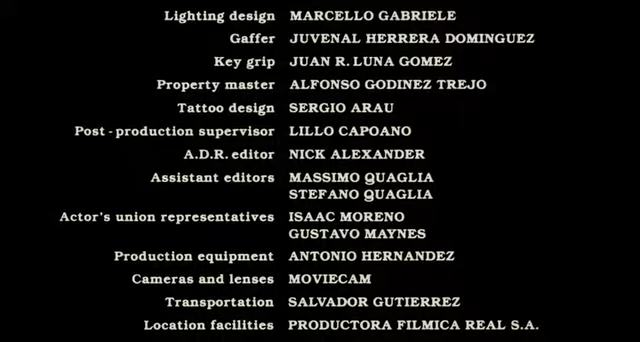 Lighting design MARCELLO GABRIELE
Gaffer JUVENAL HERRERA DOMINGUEZ
Key grip JUAN R. LUNA GOMEZ
Property master ALFONSO GODINEZ TREJO
Tattoo design SERGIO ARAU
Post-production supervisor LILLO CAPOANO
A.D.R. editor NICK ALEXANDER
Assistant editors MASSIMO QUAGLIA
STEFANO QUAGLIA
Actor's union representatives ISAAC MORENO
GUSTAVO MAYNES
Production equipment ANTONIO HERNANDEZ
Cameras and lenses MOVIECAM
Transportation SALVADOR GUTIERREZ
Location facilities PRODUCTORA FILMICA REAL S.A.